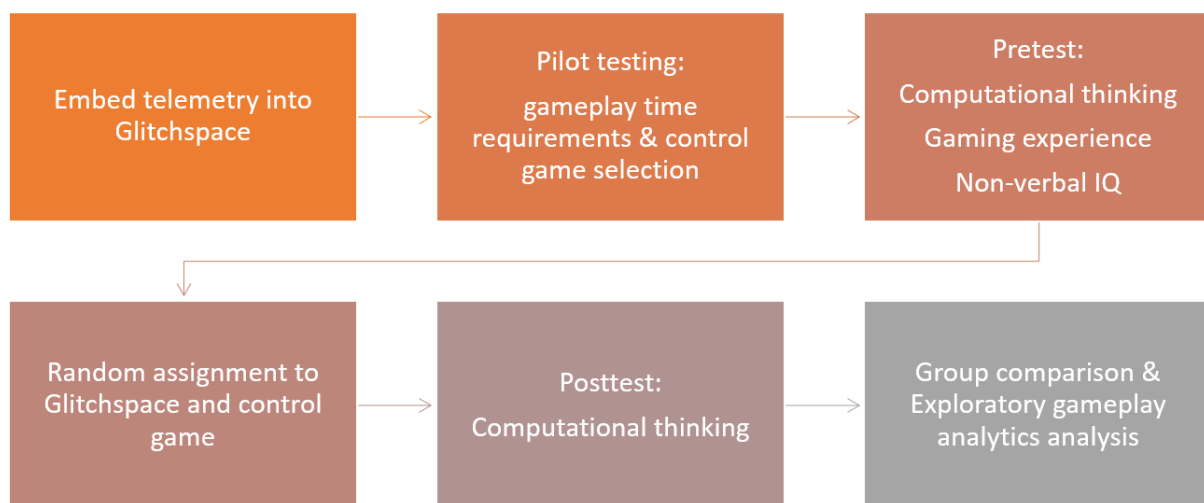 Embed telemetry into
Glitchspace
Pilot testing:
gameplay time
requirements & control
game selection
Pretest:
Computational thinking
Gaming experience
Non-verbal IQ
Random assignment to
Glitchspace and control
game
Posttest:
Computational thinking
Group comparison &
Exploratory gameplay
analytics analysis